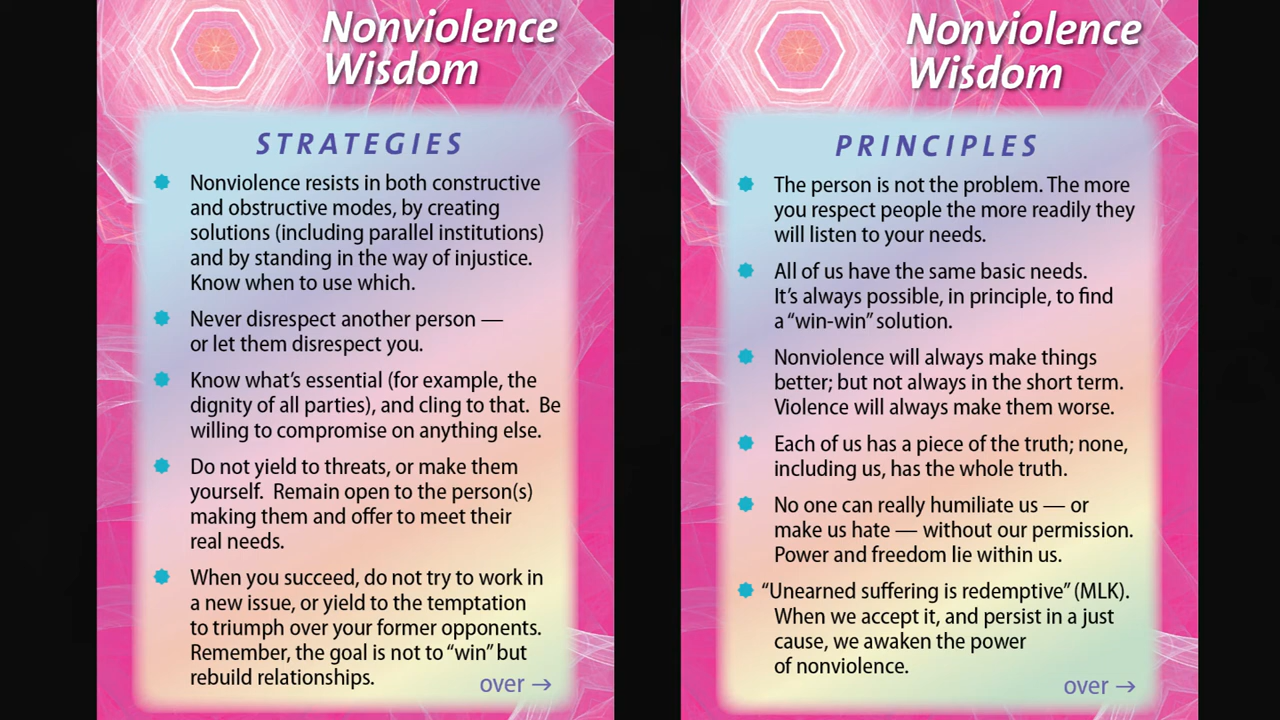 Nonviolence
Wisdom
STRATEGIES
Nonviolence resists in both constructive
and obstructive modes, by creating
solutions (including parallel institutions)
and by standing in the way of injustice.
Know when to use which.
Never disrespect another person —
or let them disrespect you.
Know what's essential (for example, the
dignity of all parties), and cling to that.  Be
willing to compromise on anything else.
Do not yield to threats, or make them
yourself.  Remain open to the person(s)
making them and offer to meet their
real needs.
When you succeed, do not try to work in
a new issue, or yield to the temptation
to triumph over your former opponents.
Remember, the goal is not to “win” but
rebuild relationships.
over →
Nonviolence
Wisdom
PRINCIPLES
The person is not the problem. The more
you respect people the more readily they
will listen to your needs.
All of us have the same basic needs.
It's always possible, in principle, to find
a “win-win” solution.
Nonviolence will always make things
better; but not always in the short term.
Violence will always make them worse.
Each of us has a piece of the truth; none,
including us, has the whole truth.
No one can really humiliate us — or
make us hate — without our permission.
Power and freedom lie within us.
“Unearned suffering is redemptive” (MLK).
When we accept it, and persist in a just
cause, we awaken the power
of nonviolence.
over →